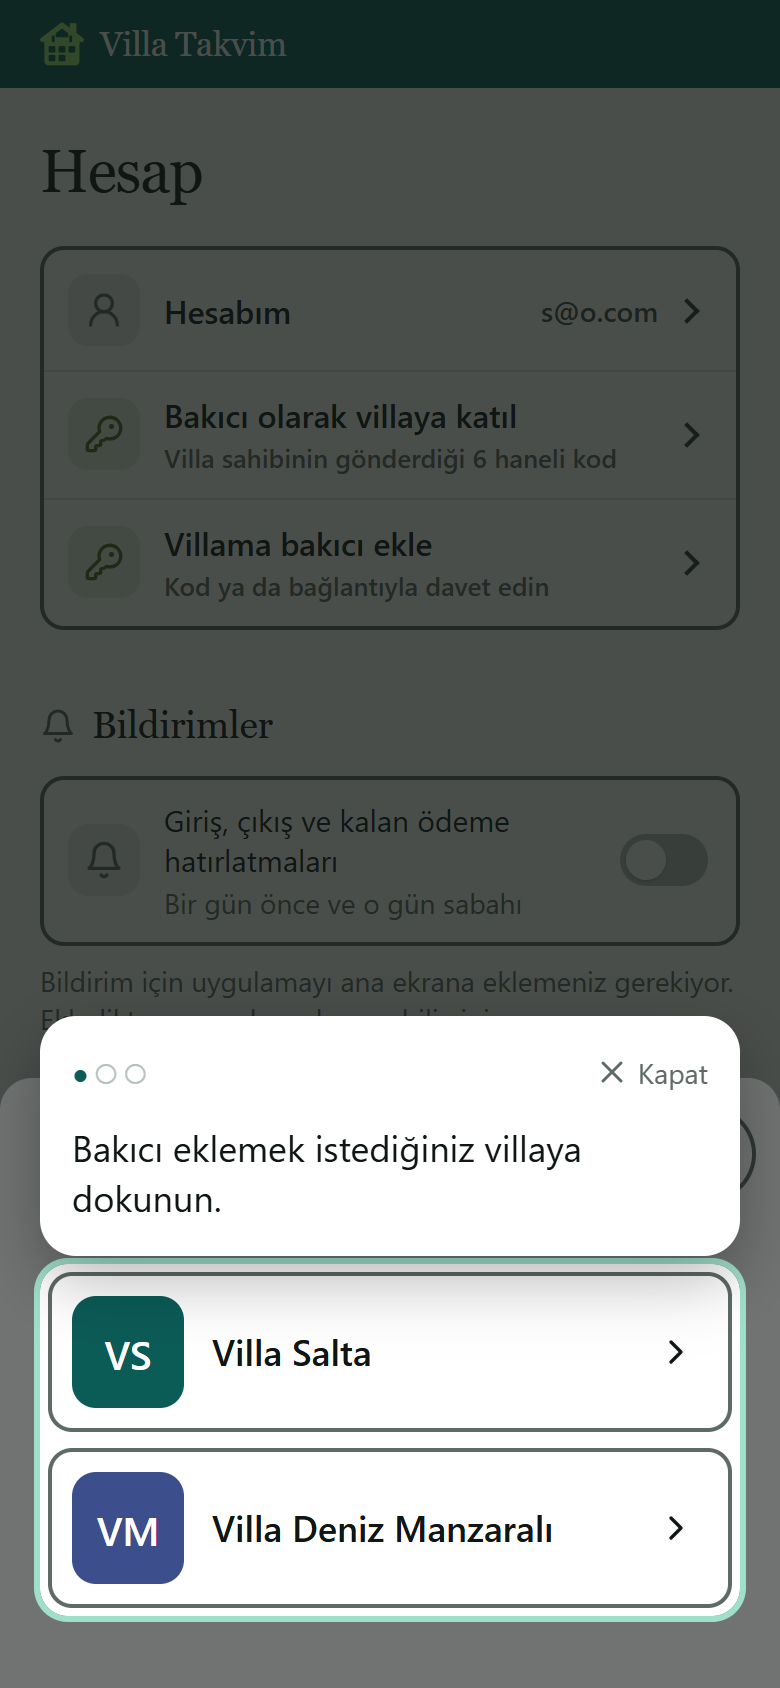 Villa Takvim
Hesap
Hesabım
s@o.com
Bakıcı olarak villaya katıl
Villa sahibinin gönderdiği 6 haneli kod
Villama bakıcı ekle
Kod ya da bağlantıyla davet edin
Bildirimler
Giriş, çıkış ve kalan ödeme
hatırlatmaları
Bir gün önce ve o gün sabahı
Bildirim için uygulamayı ana ekrana eklemeniz gerekiyor.
Kapat
Bakıcı eklemek istediğiniz villaya
dokunun.
VS
Villa Salta
VM
Villa Deniz Manzaralı